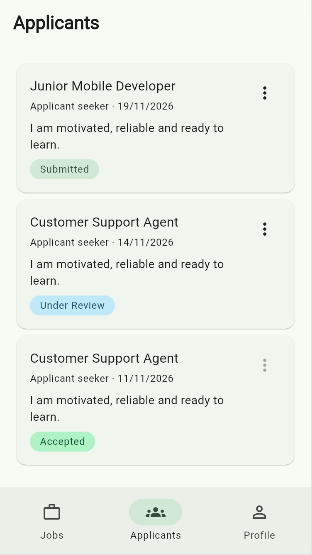 Applicants
Junior Mobile Developer
Applicant seeker · 19/11/2026
I am motivated, reliable and ready to
learn.
Submitted
Customer Support Agent
Applicant seeker · 14/11/2026
I am motivated, reliable and ready to
learn.
Under Review
Customer Support Agent
Applicant seeker · 11/11/2026
I am motivated, reliable and ready to
learn.
Accepted
Jobs
Applicants
Profile